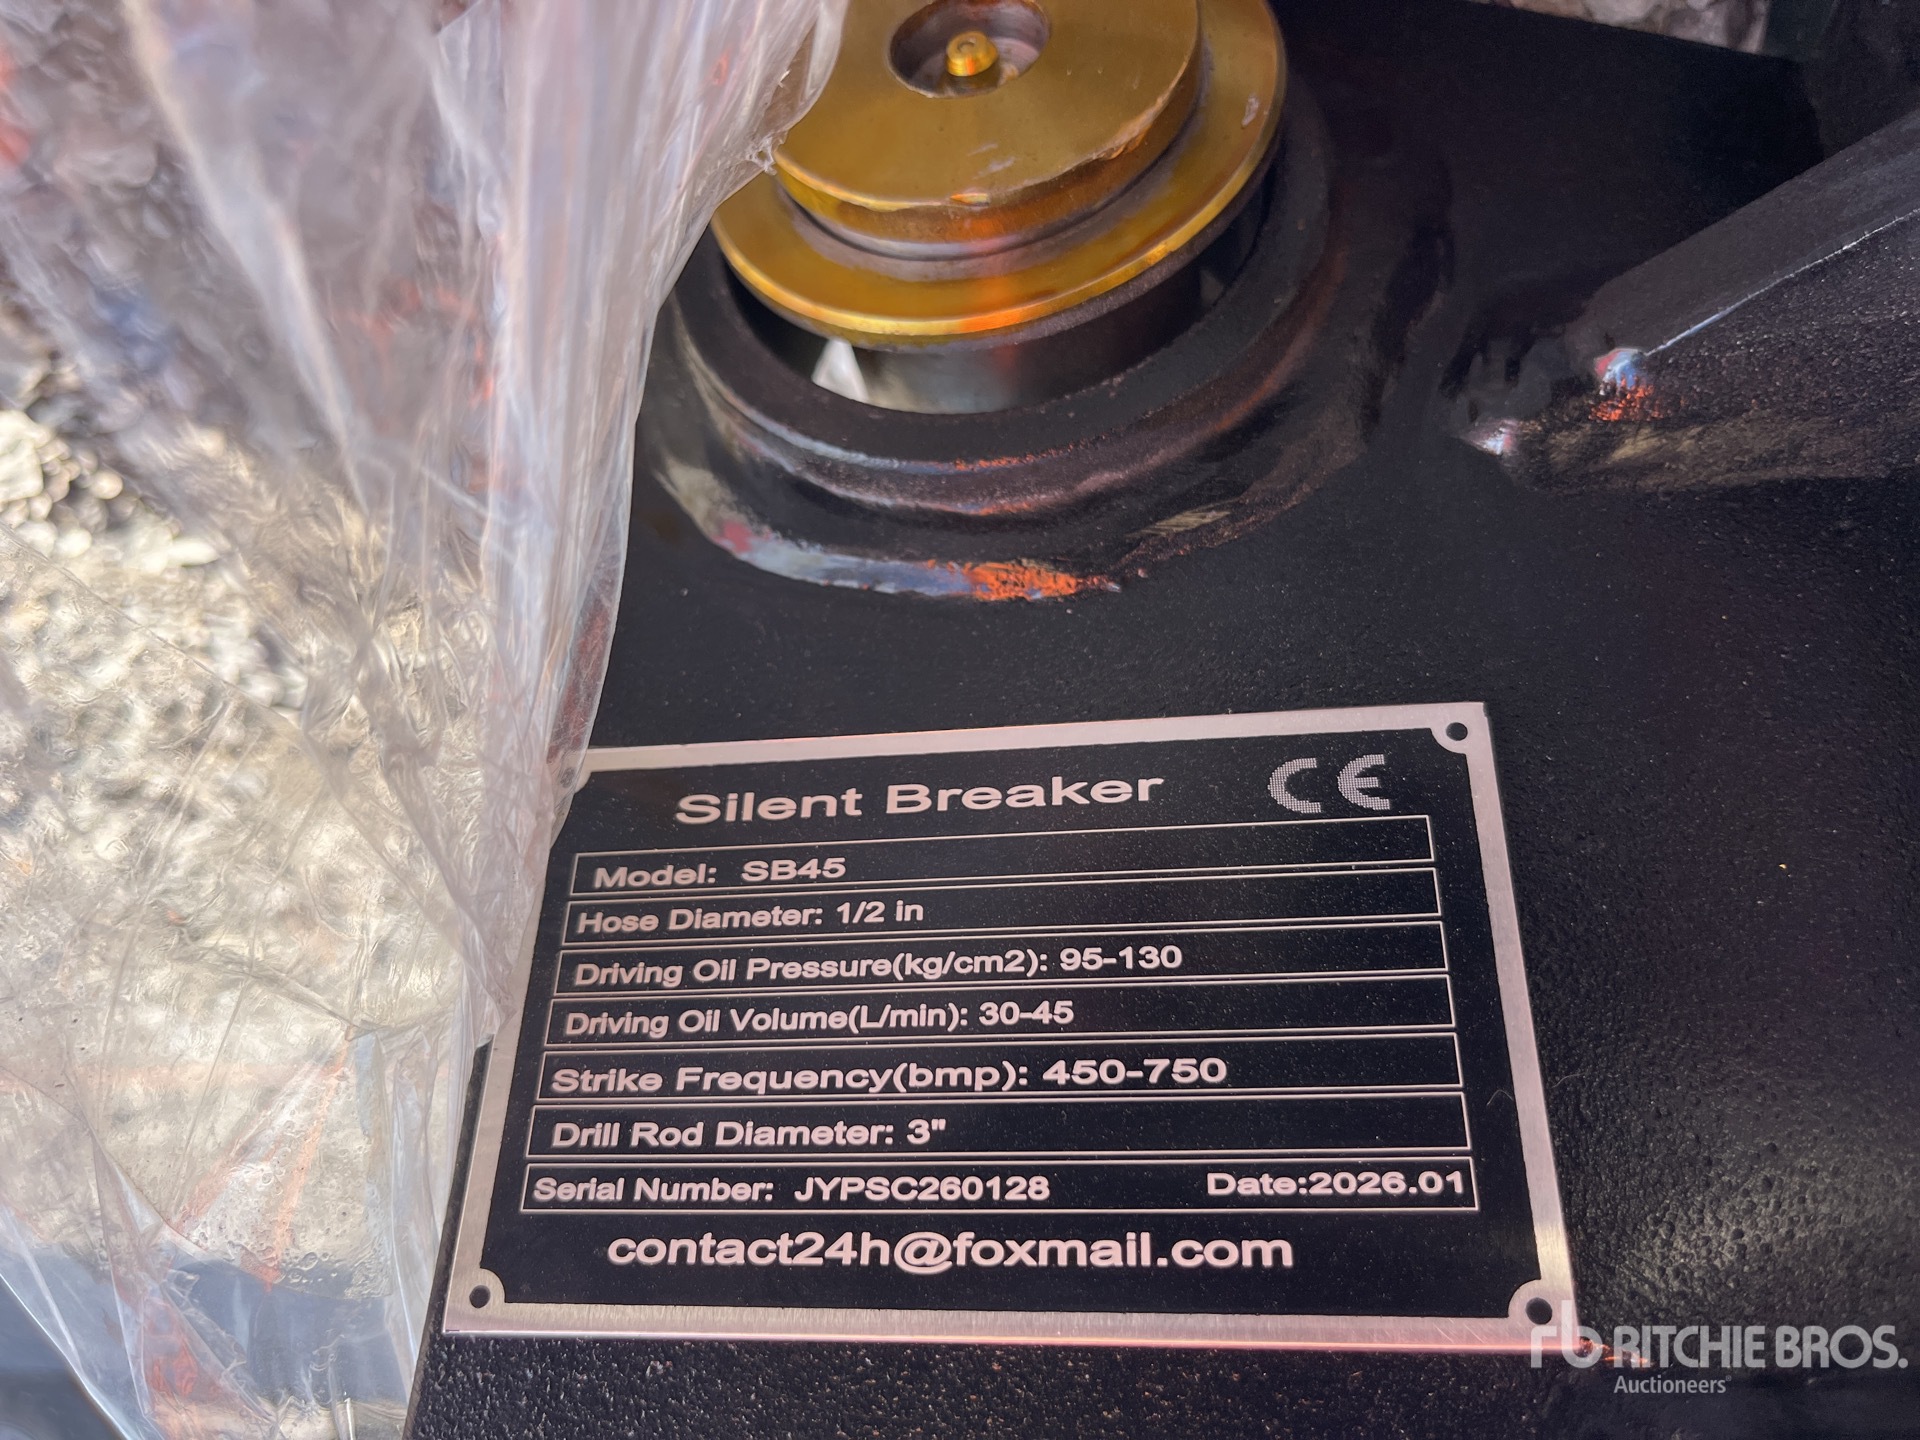 Silent Breaker CE
Model: SB45
Hose Diameter: 1/2 in
Driving Oil Pressure(kg/cm2): 95-130
Driving Oil Volume(L/min): 30-45
Strike Frequency(bmp): 450-750
Drill Rod Diameter: 3"
Serial Number: JYPSC260128 Date:2026.01
contact24h@foxmail.com
rb RITCHIE BROS.
Auctioneers